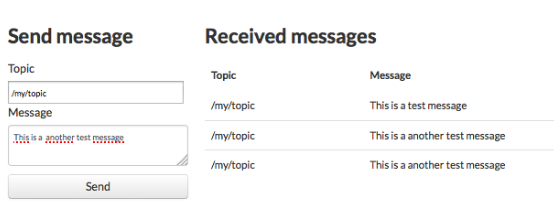 Send message
Topic
/my/topic
Message
This is a another test message
Send
Received messages
Topic Message
/my/topic This is a test message
/my/topic This is a another test message
/my/topic This is a another test message